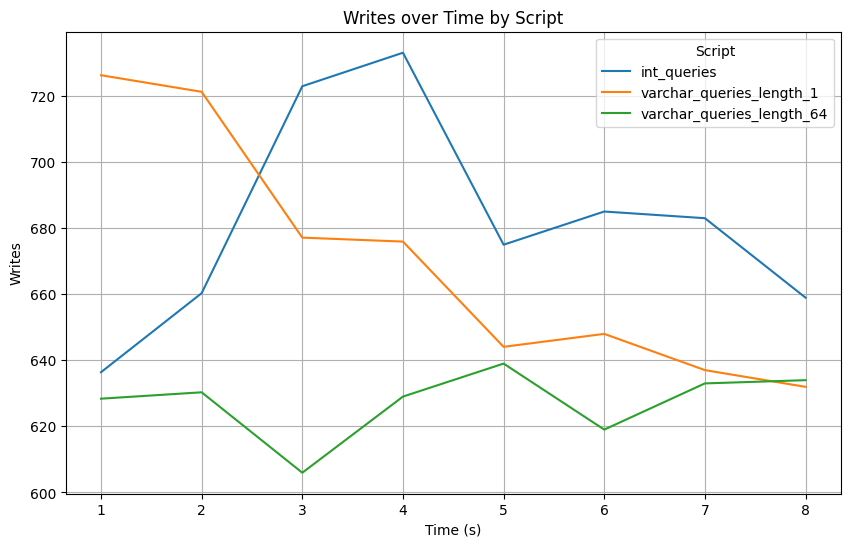 Writes over Time by Script
Script
int_queries
varchar_queries_length_1
varchar_queries_length_64
Writes
720
700
680
660
640
620
600
1 2 3 4 5 6 7 8
Time (s)